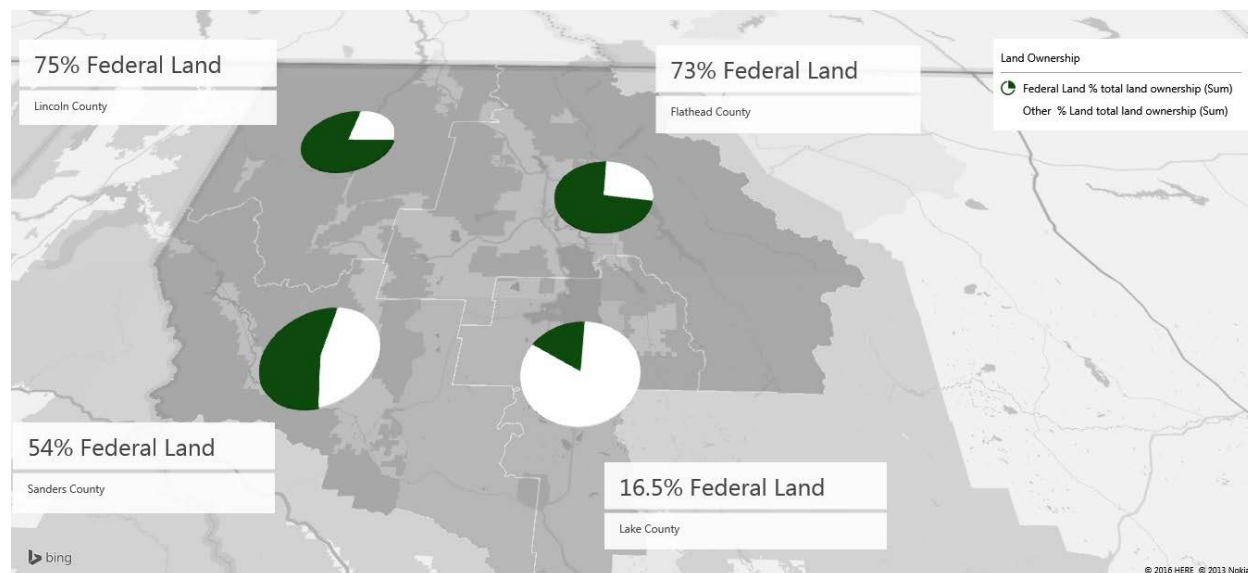 75% Federal Land
Lincoln County
73% Federal Land
Flathead County
Land Ownership
Federal Land % total land ownership (Sum)
Other % Land total land ownership (Sum)
54% Federal Land
Sanders County
16.5% Federal Land
Lake County
bing
© 2016 HERE © 2013 Nokia